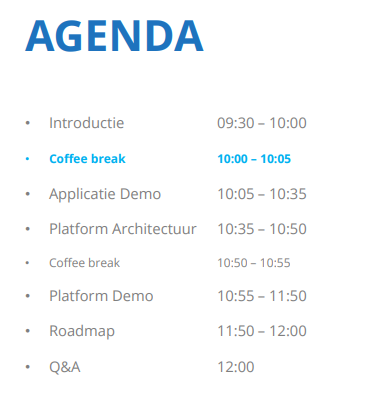 AGENDA
• Introductie 09:30 – 10:00
• Coffee break 10:00 – 10:05
• Applicatie Demo 10:05 – 10:35
• Platform Architectuur 10:35 – 10:50
• Coffee break 10:50 – 10:55
• Platform Demo 10:55 – 11:50
• Roadmap 11:50 – 12:00
• Q&A 12:00